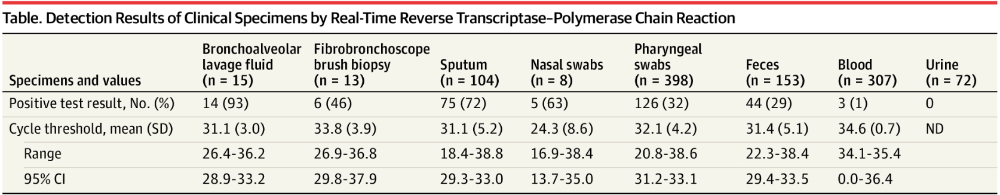 Table. Detection Results of Clinical Specimens by Real-Time Reverse Transcriptase–Polymerase Chain Reaction
Specimens and values Bronchoalveolar lavage fluid (n = 15) Fibrobronchoscope brush biopsy (n = 13) Sputum (n = 104) Nasal swabs (n = 8) Pharyngeal swabs (n = 398) Feces (n = 153) Blood (n = 307) Urine (n = 72)
Positive test result, No. (%) 14 (93) 6 (46) 75 (72) 5 (63) 126 (32) 44 (29) 3 (1) 0
Cycle threshold, mean (SD) 31.1 (3.0) 33.8 (3.9) 31.1 (5.2) 24.3 (8.6) 32.1 (4.2) 31.4 (5.1) 34.6 (0.7) ND
Range 26.4-36.2 26.9-36.8 18.4-38.8 16.9-38.4 20.8-38.6 22.3-38.4 34.1-35.4
95% CI 28.9-33.2 29.8-37.9 29.3-33.0 13.7-35.0 31.2-33.1 29.4-33.5 0.0-36.4